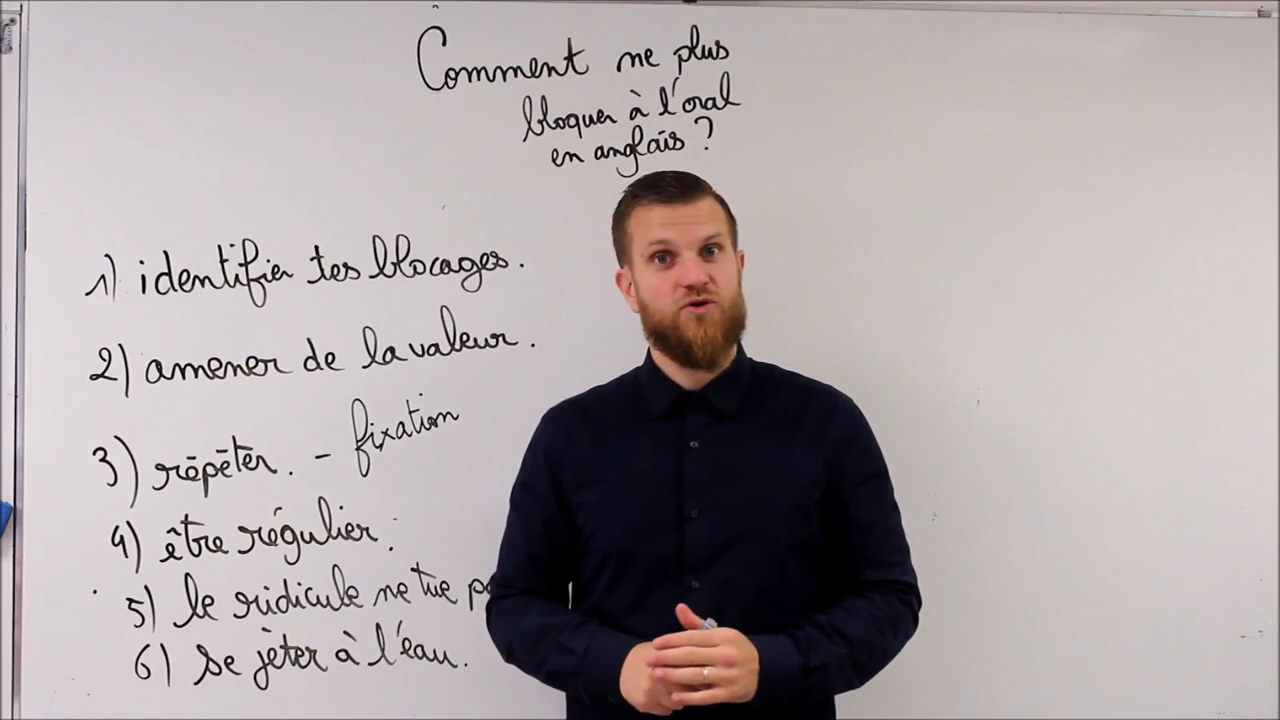 Comment ne plus
bloquer à l'oral
en anglais ?
1) identifier tes blocages.
2) amener de la valeur.
3) répéter. - fixation
4) être régulier.
5) le ridicule ne tue
6) se jeter à l'eau.